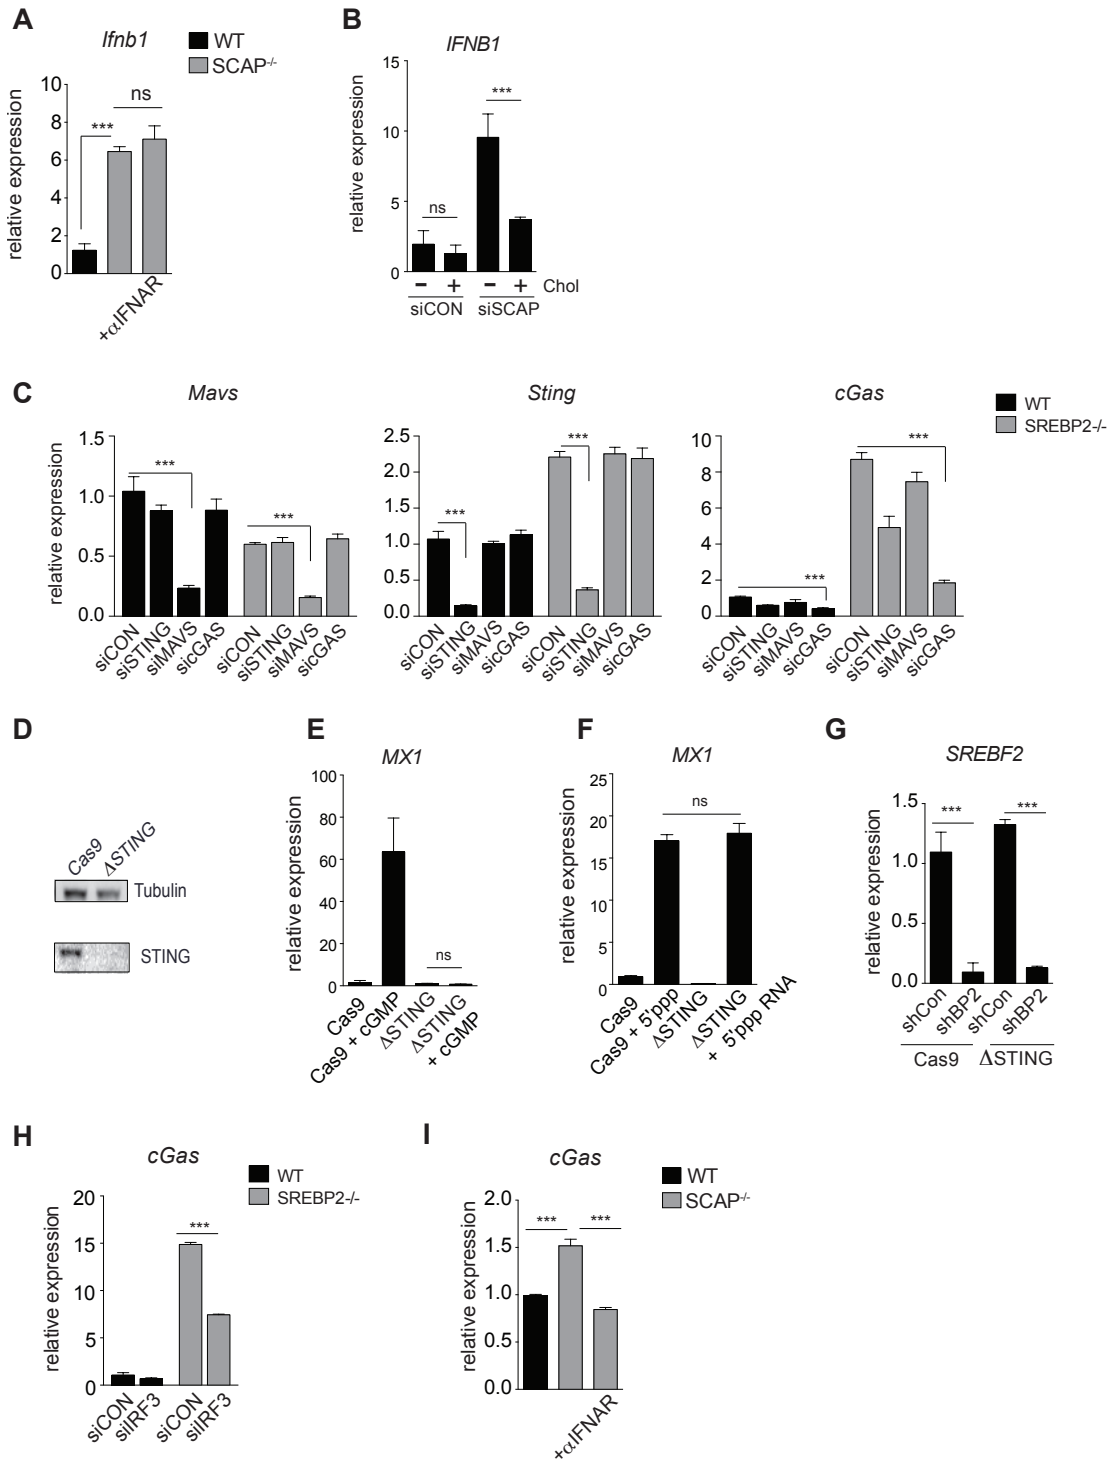 A
Ifnb1
WT
SCAP-/-
relative expression
10
8
6
4
2
0
***
ns
+αIFNAR
B
IFNB1
relative expression
15
10
5
0
ns
***
− + − + Chol
siCON siSCAP
C
Mavs
relative expression
1.5
1.0
0.5
0.0
***
***
siCON siSTING siMAVS sicGAS siCON siSTING siMAVS sicGAS
Sting
2.5
2.0
1.5
1.0
0.5
0.0
***
***
siCON siSTING siMAVS sicGAS siCON siSTING siMAVS sicGAS
cGas
10
8
6
4
2
0
***
***
siCON siSTING siMAVS sicGAS siCON siSTING siMAVS sicGAS
WT
SREBP2-/-
D
Cas9 ΔSTING
Tubulin
STING
E
MX1
relative expression
100
80
60
40
20
0
ns
Cas9
Cas9 + cGMP
ΔSTING
ΔSTING
+ cGMP
F
MX1
relative expression
25
20
15
10
5
0
ns
Cas9
Cas9 + 5'ppp
ΔSTING
ΔSTING
+ 5'ppp RNA
G
SREBF2
relative expression
1.5
1.0
0.5
0.0
***
***
shCon shBP2 shCon shBP2
Cas9 ΔSTING
H
cGas
WT
SREBP2-/-
relative expression
20
15
10
5
0
***
siCON siIRF3 siCON siIRF3
I
cGas
WT
SCAP-/-
relative expression
2.0
1.5
1.0
0.5
0.0
***
***
+αIFNAR